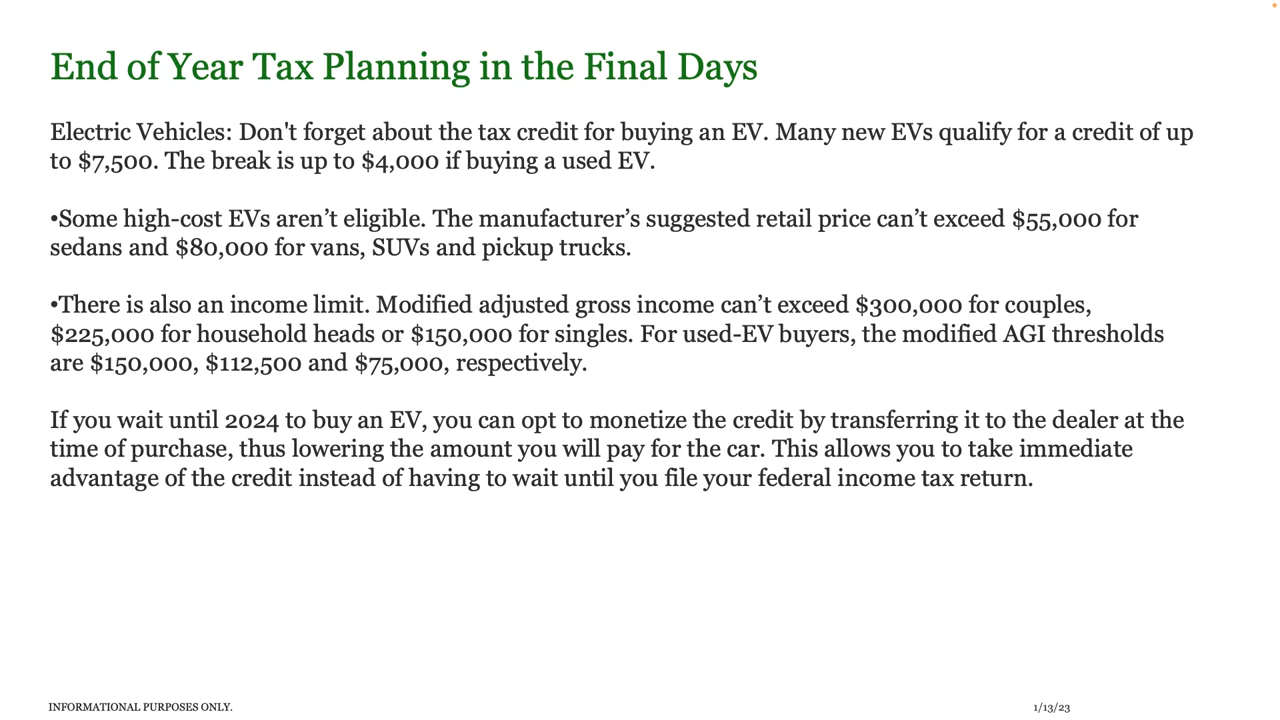 End of Year Tax Planning in the Final Days
Electric Vehicles: Don't forget about the tax credit for buying an EV. Many new EVs qualify for a credit of up
to $7,500. The break is up to $4,000 if buying a used EV.
•Some high-cost EVs aren’t eligible. The manufacturer’s suggested retail price can’t exceed $55,000 for
sedans and $80,000 for vans, SUVs and pickup trucks.
•There is also an income limit. Modified adjusted gross income can’t exceed $300,000 for couples,
$225,000 for household heads or $150,000 for singles. For used-EV buyers, the modified AGI thresholds
are $150,000, $112,500 and $75,000, respectively.
If you wait until 2024 to buy an EV, you can opt to monetize the credit by transferring it to the dealer at the
time of purchase, thus lowering the amount you will pay for the car. This allows you to take immediate
advantage of the credit instead of having to wait until you file your federal income tax return.
INFORMATIONAL PURPOSES ONLY.
1/13/23